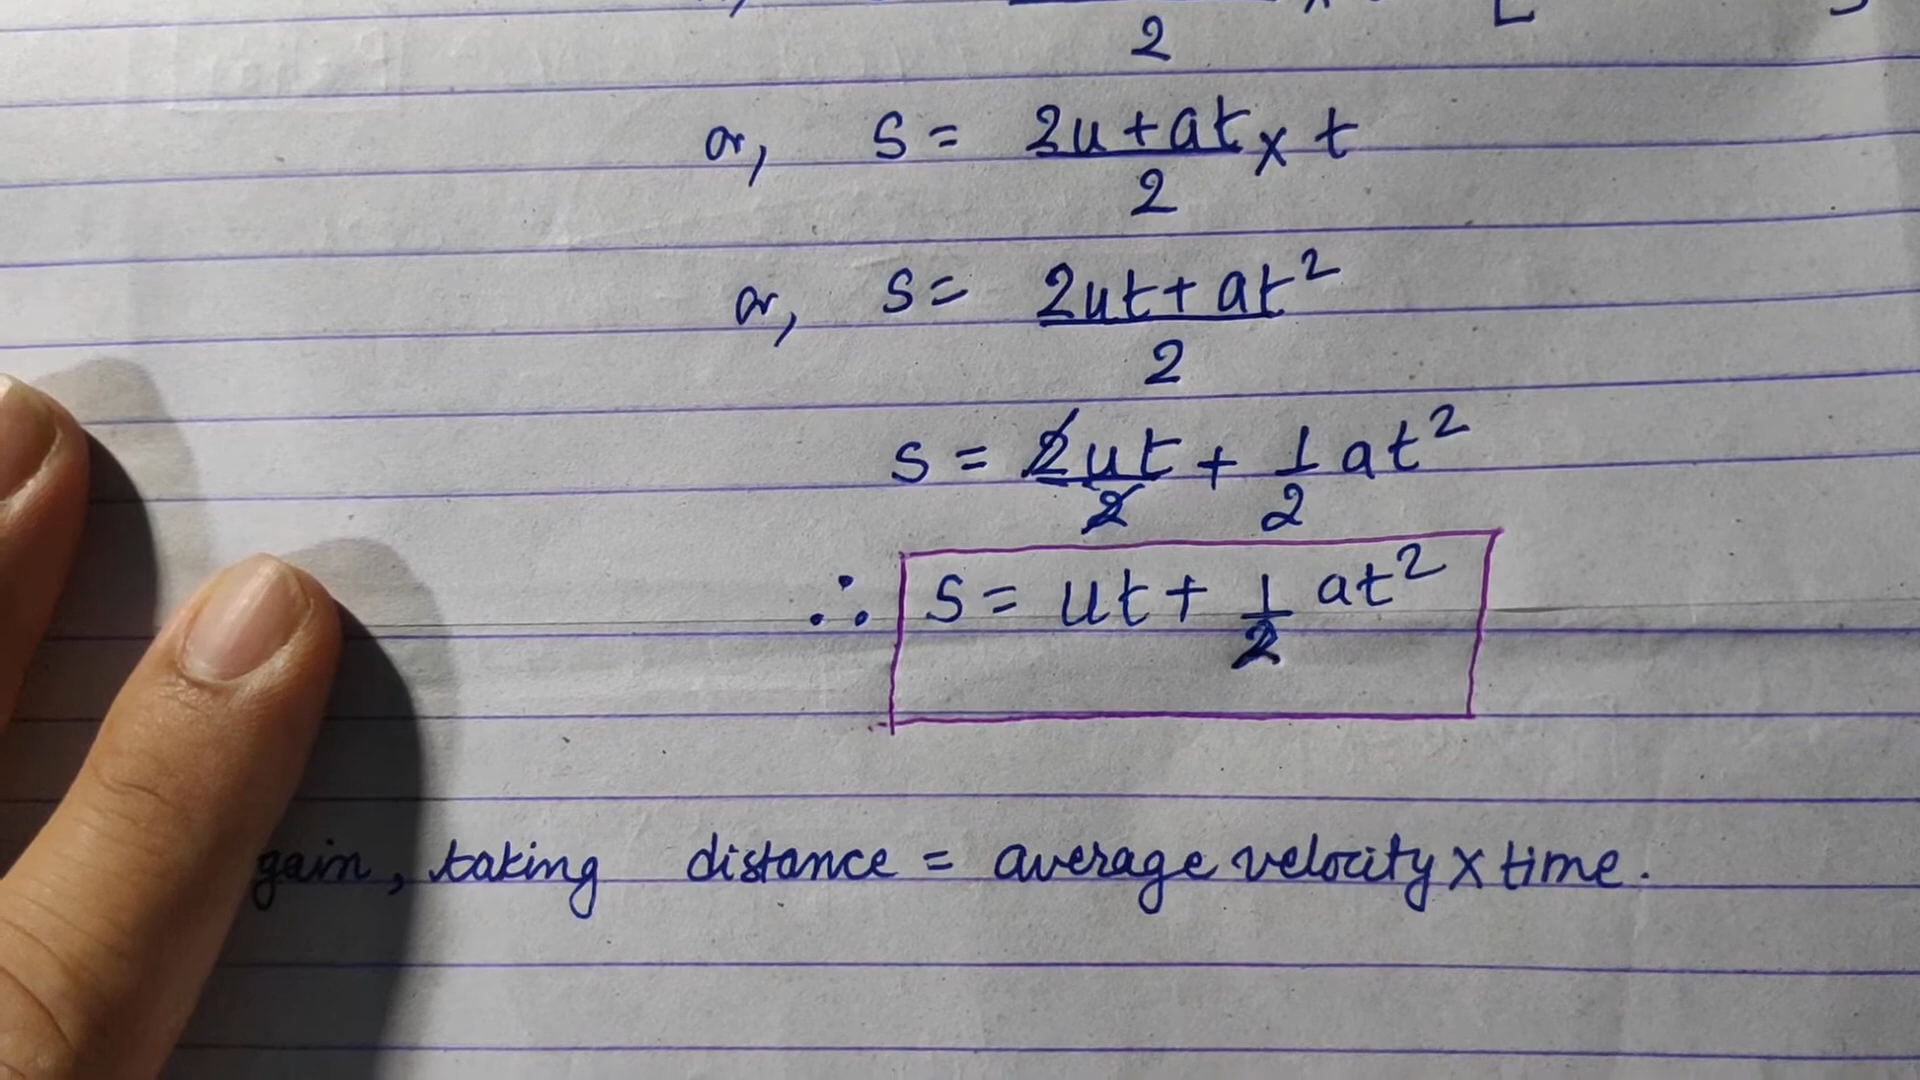 2
or, S = 2u + at / 2 × t
or, S = 2ut + at² / 2
S = 2ut / 2 + 1/2 at²
∴ S = ut + 1/2 at²
gain, taking distance = average velocity × time.